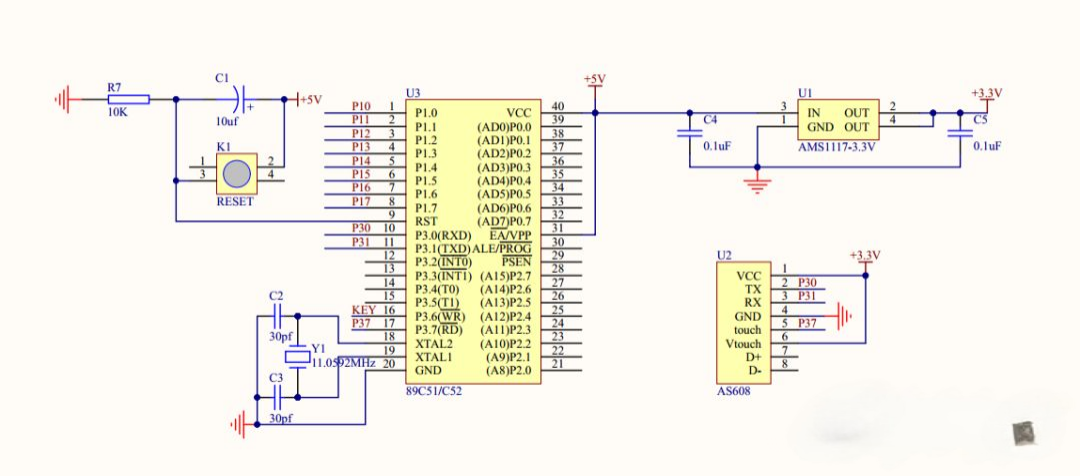 R7
10K
C1
+
10uf
+5V
K1
1
2
3
4
RESET
U3
P10 1 P1.0
P11 2 P1.1
P12 3 P1.2
P13 4 P1.3
P14 5 P1.4
P15 6 P1.5
P16 7 P1.6
P17 8 P1.7
9 RST
P30 10 P3.0(RXD)
P31 11 P3.1(TXD)
12 P3.2(INT0)
13 P3.3(INT1)
14 P3.4(T0)
15 P3.5(T1)
KEY 16 P3.6(WR)
P37 17 P3.7(RD)
18 XTAL2
19 XTAL1
20 GND
VCC 40
(AD0)P0.0 39
(AD1)P0.1 38
(AD2)P0.2 37
(AD3)P0.3 36
(AD4)P0.4 35
(AD5)P0.5 34
(AD6)P0.6 33
(AD7)P0.7 32
EA/VPP 31
ALE/PROG 30
PSEN 29
(A15)P2.7 28
(A14)P2.6 27
(A13)P2.5 26
(A12)P2.4 25
(A11)P2.3 24
(A10)P2.2 23
(A9)P2.1 22
(A8)P2.0 21
89C51/C52
C2
30pf
Y1
11.0592MHz
C3
30pf
+5V
C4
0.1uF
U1
3 IN OUT 2
1 GND OUT 4
AMS1117-3.3V
+3.3V
C5
0.1uF
U2
VCC 1
TX 2 P30
RX 3 P31
GND 4
touch 5 P37
Vtouch 6
D+ 7
D- 8
AS608
+3.3V